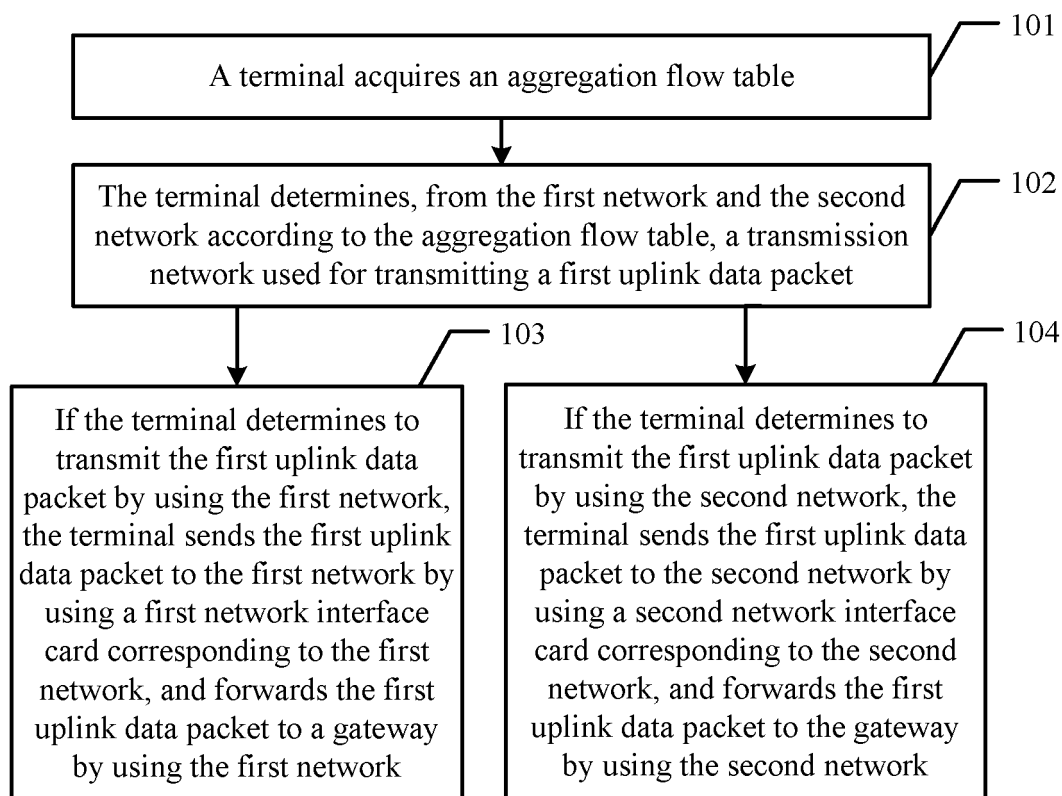 101
A terminal acquires an aggregation flow table
102
The terminal determines, from the first network and the second
network according to the aggregation flow table, a transmission
network used for transmitting a first uplink data packet
103
If the terminal determines to
transmit the first uplink data
packet by using the first network,
the terminal sends the first uplink
data packet to the first network by
using a first network interface
card corresponding to the first
network, and forwards the first
uplink data packet to a gateway
by using the first network
104
If the terminal determines to
transmit the first uplink data packet
by using the second network, the
terminal sends the first uplink data
packet to the second network by
using a second network interface
card corresponding to the second
network, and forwards the first
uplink data packet to the gateway
by using the second network